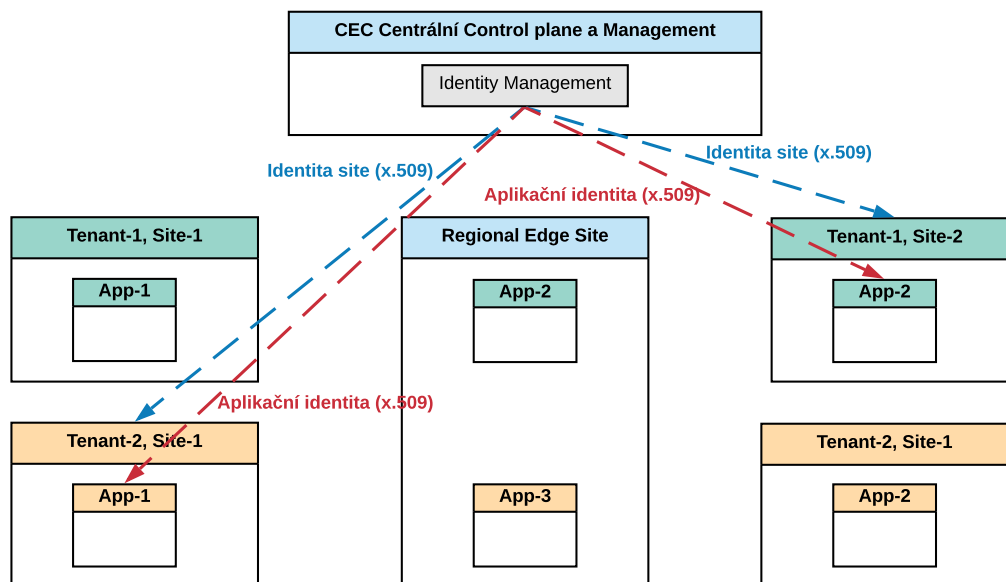 CEC Centrální Control plane a Management
Identity Management
Identita site (x.509)
Identita site (x.509)
Aplikační identita (x.509)
Tenant-1, Site-1
Regional Edge Site
Tenant-1, Site-2
App-1
App-2
App-2
Aplikační identita (x.509)
Tenant-2, Site-1
Tenant-2, Site-1
App-1
App-3
App-2